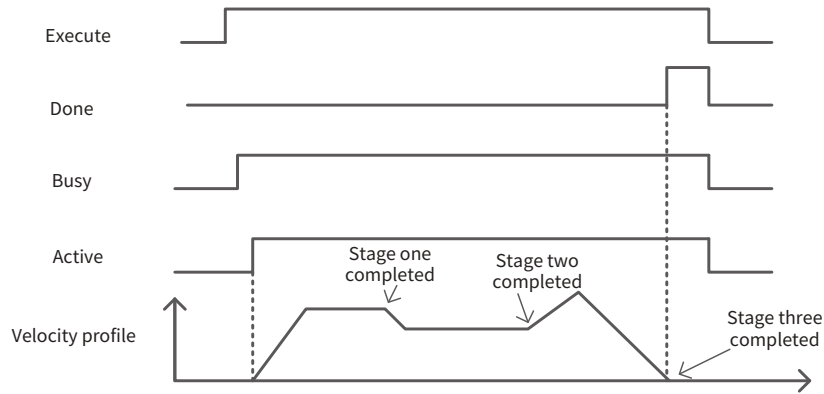 Execute
Done
Busy
Active
Stage one
completed
Stage two
completed
Velocity profile
Stage three
completed